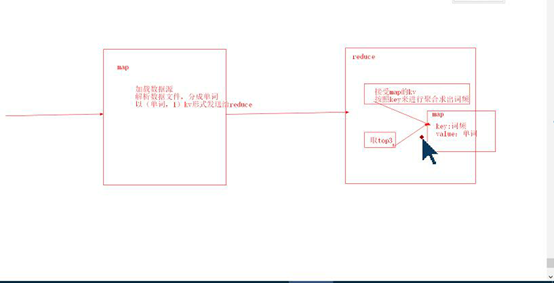 map
加载数据源
解析数据文件，分成单词
以（单词，1）kv形式发送给reduce
reduce
接受map的kv
按照key来进行聚合求出词频
map
key:词频
value：单词
取top3,